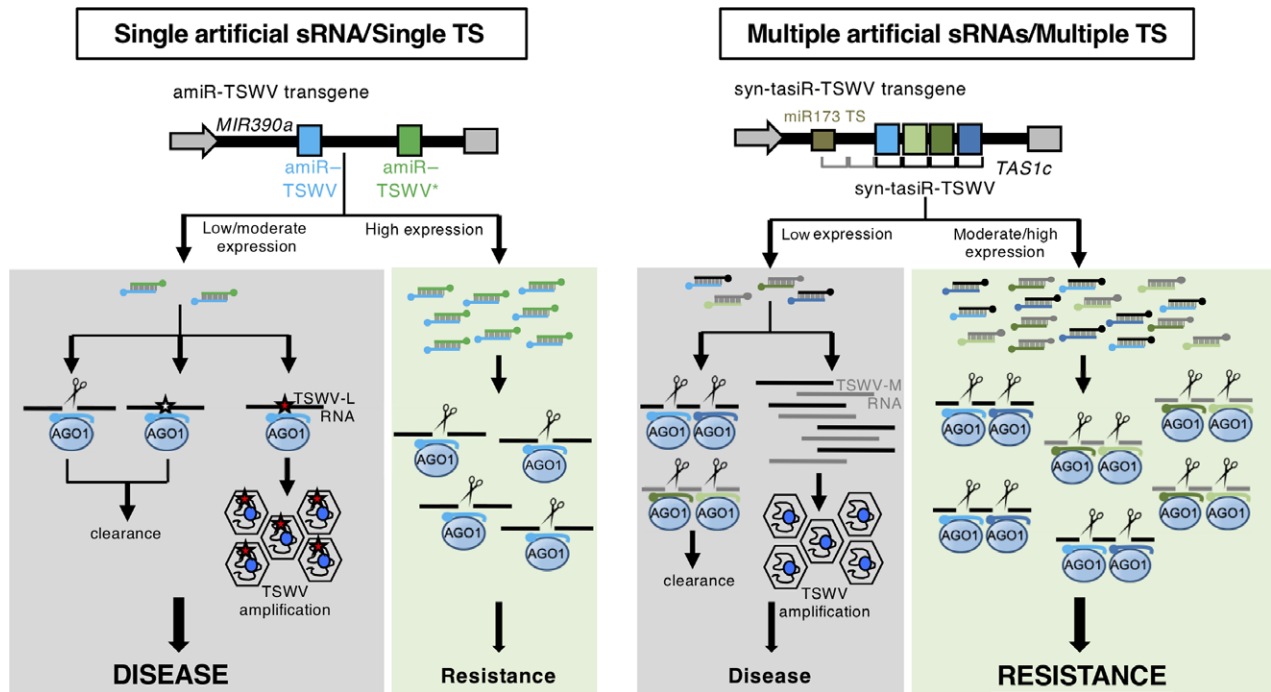 Single artificial sRNA/Single TS
amiR-TSWV transgene
MIR390a
amiR–
TSWV
amiR–
TSWV*
Low/moderate
expression
High expression
TSWV-L
RNA
AGO1
AGO1
AGO1
clearance
TSWV
amplification
DISEASE
AGO1
AGO1
AGO1
AGO1
Resistance
Multiple artificial sRNAs/Multiple TS
syn-tasiR-TSWV transgene
miR173 TS
TAS1c
syn-tasiR-TSWV
Low expression
Moderate/high
expression
TSWV-M
RNA
AGO1 AGO1
AGO1 AGO1
clearance
TSWV
amplification
Disease
AGO1 AGO1
AGO1 AGO1
AGO1 AGO1
AGO1 AGO1
AGO1 AGO1
AGO1 AGO1
RESISTANCE